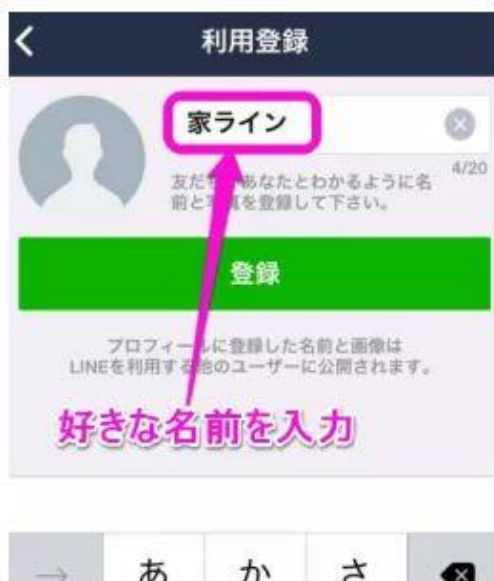 利用登録
家ライン
4/20
友だちがあなたとわかるように名
前と写真を登録して下さい。
登録
プロフィールに登録した名前と画像は
LINEを利用する他のユーザーに公開されます。
好きな名前を入力
→ あ か さ